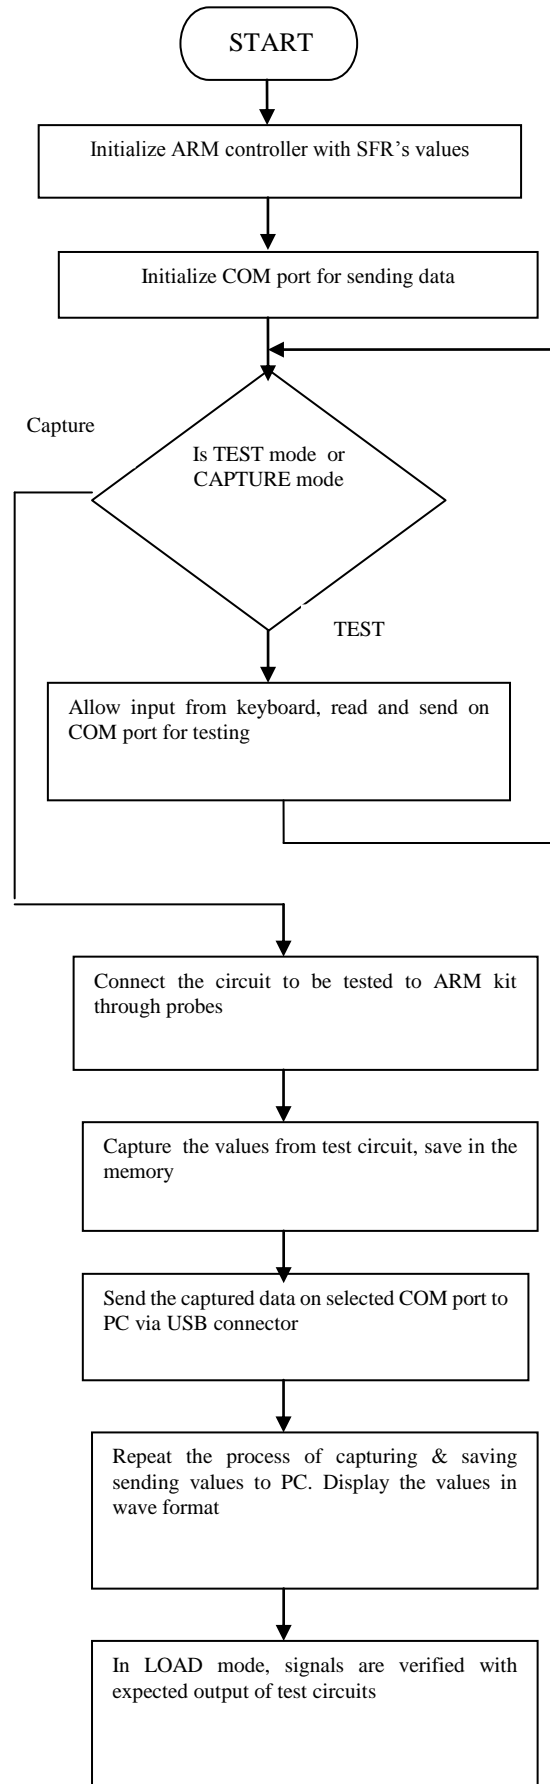 START
Initialize ARM controller with SFR’s values
Initialize COM port for sending data
Capture
Is TEST mode or
CAPTURE mode
TEST
Allow input from keyboard, read and send on
COM port for testing
Connect the circuit to be tested to ARM kit
through probes
Capture the values from test circuit, save in the
memory
Send the captured data on selected COM port to
PC via USB connector
Repeat the process of capturing & saving
sending values to PC. Display the values in
wave format
In LOAD mode, signals are verified with
expected output of test circuits